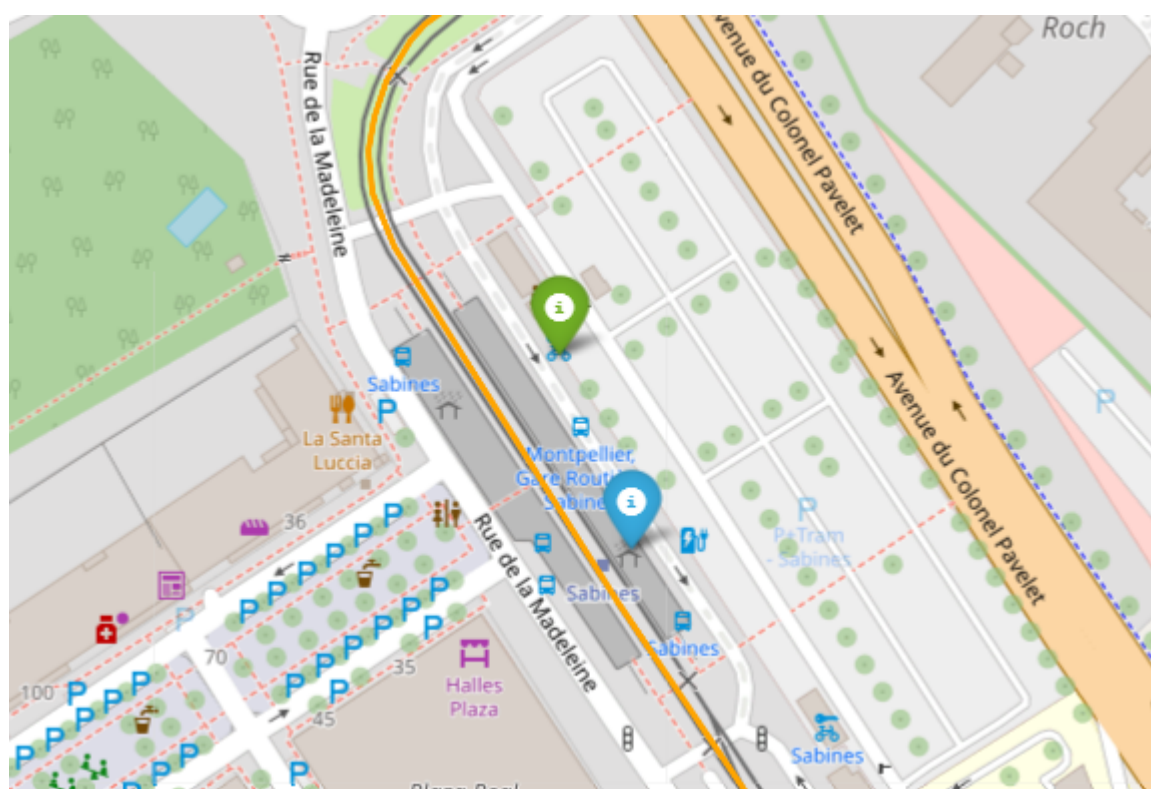 Roch
Avenue du Colonel Pavelet
Rue de la Madeleine
Sabines
P
La Santa
Luccia
Montpellier,
Gare Routi
Sabine
Avenue du Colonel Pavelet
P
36
P
P
P
P
P
P
Rue de la Madeleine
P
P+Tram
- Sabines
Sabines
P
P
P
P
P
P
Sabines
70
35
Halles
Plaza
100
P
P
P
P
P
P
45
P
P
P
P
P
Sabines